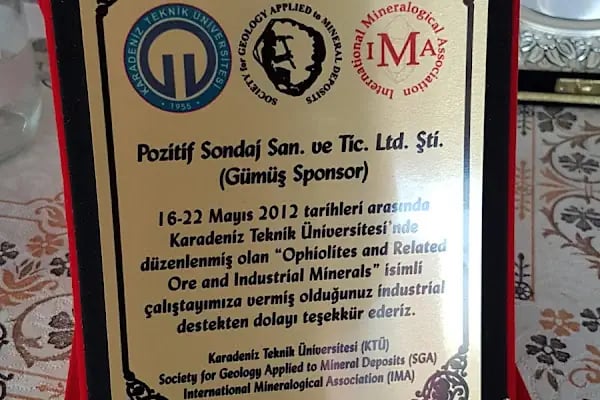 KARADENİZ TEKNİK ÜNİVERSİTESİ
• 1955 •
SOCIETY for GEOLOGY APPLIED to MINERAL DEPOSITS
International Mineralogical Association
IMA
Pozitif Sondaj San. ve Tic. Ltd. Şti.
(Gümüş Sponsor)
16-22 Mayıs 2012 tarihleri arasında
Karadeniz Teknik Üniversitesi'nde
düzenlenmiş olan "Ophiolites and Related
Ore and Industrial Minerals" isimli
çalıştayımıza vermiş olduğunuz industrial
destekten dolayı teşekkür ederiz.
Karadeniz Teknik Üniversitesi (KTÜ)
Society for Geology Applied to Mineral Deposits (SGA)
International Mineralogical Association (IMA)